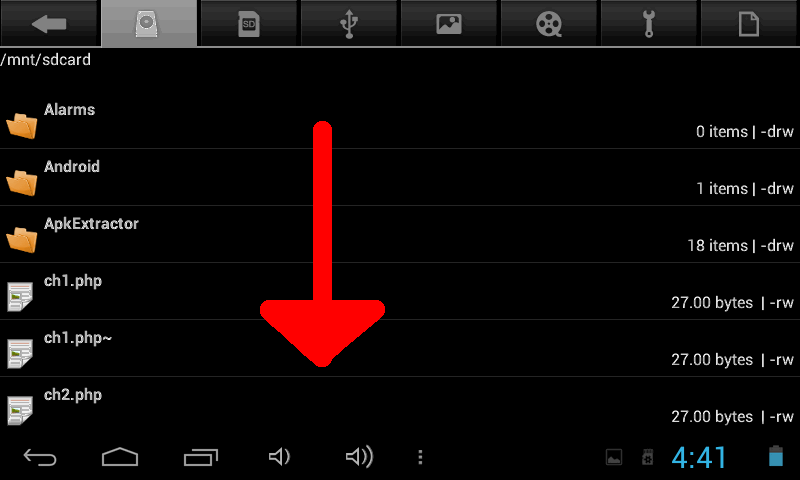 SD
/mnt/sdcard
Alarms
0 items | -drw
Android
1 items | -drw
ApkExtractor
18 items | -drw
ch1.php
27.00 bytes | -rw
ch1.php~
27.00 bytes | -rw
ch2.php
27.00 bytes | -rw
4:41